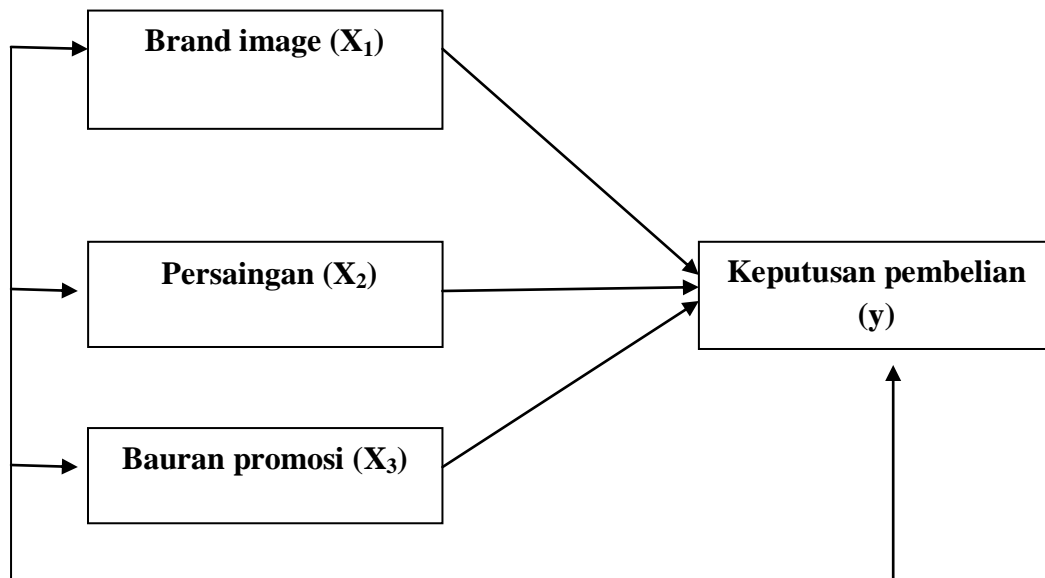 Brand image (X₁)
Persaingan (X₂)
Keputusan pembelian
(y)
Bauran promosi (X₃)